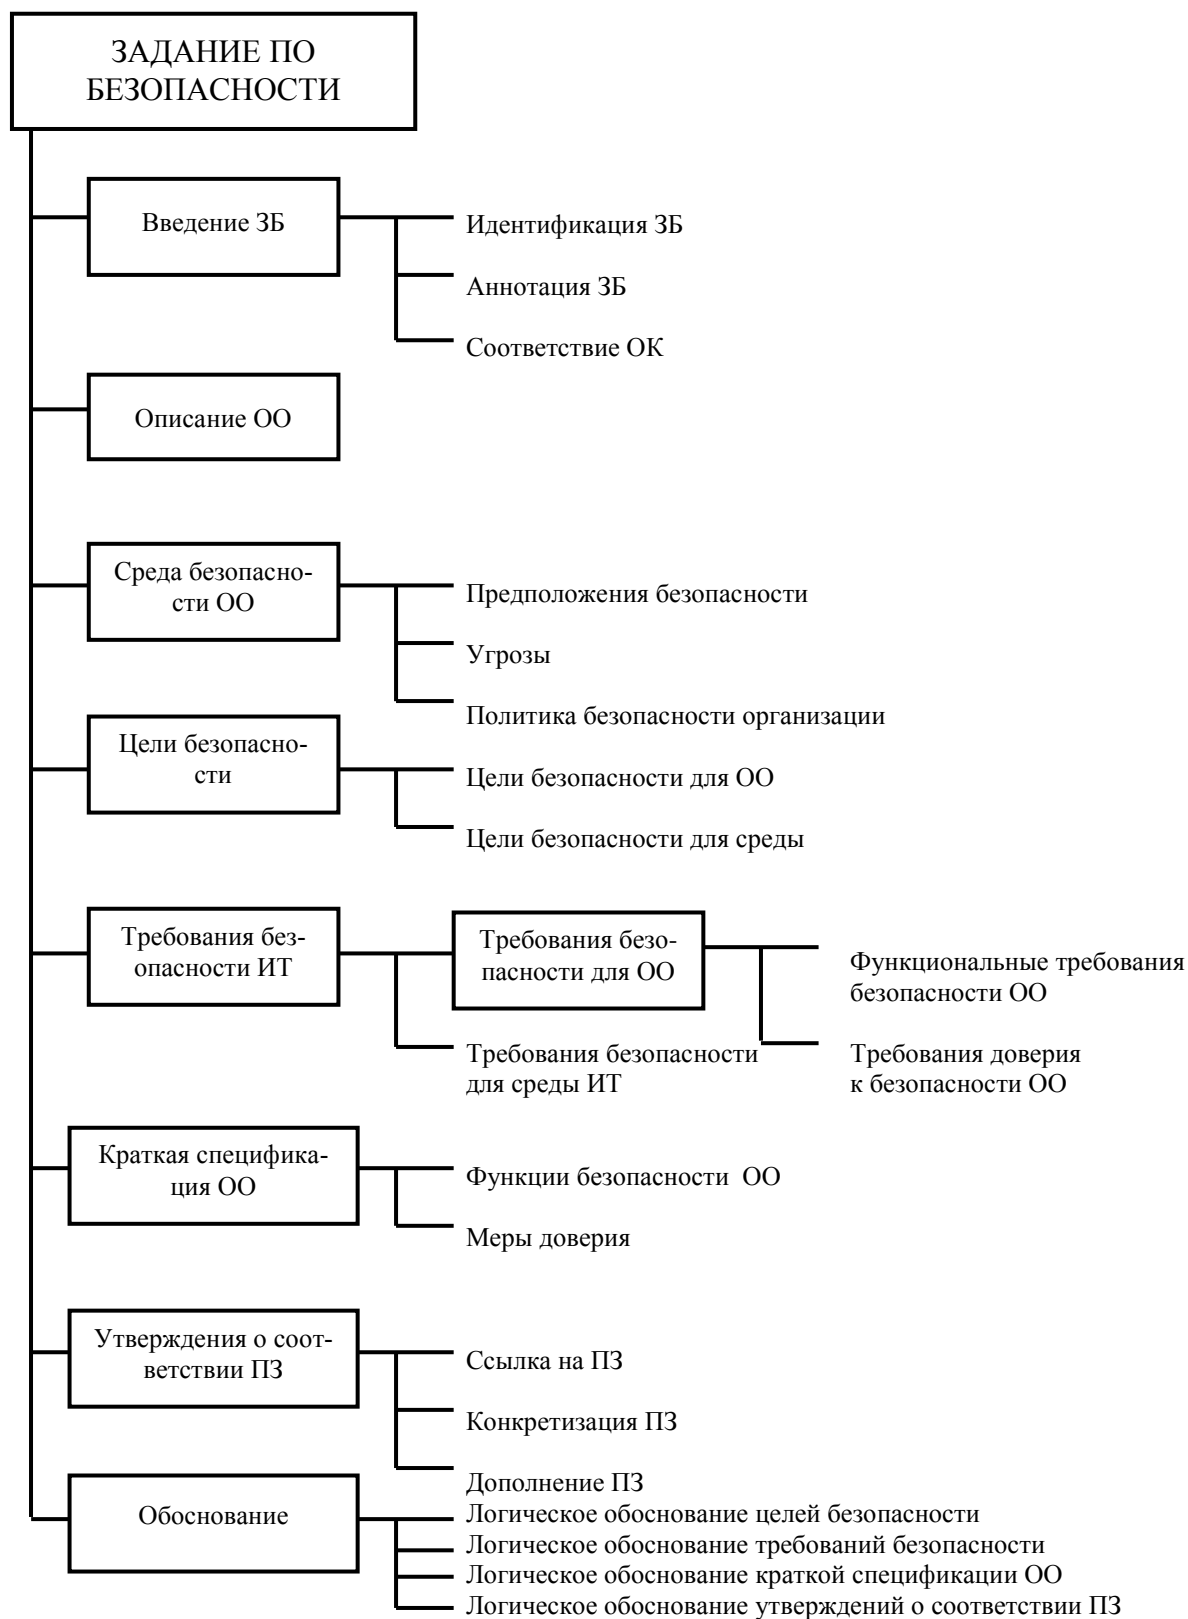 ЗАДАНИЕ ПО
БЕЗОПАСНОСТИ
Введение ЗБ
Идентификация ЗБ
Аннотация ЗБ
Соответствие ОК
Описание ОО
Среда безопасно-
сти ОО
Предположения безопасности
Угрозы
Политика безопасности организации
Цели безопасно-
сти
Цели безопасности для ОО
Цели безопасности для среды
Требования без-
опасности ИТ
Требования безо-
пасности для ОО
Функциональные требования
безопасности ОО
Требования безопасности
для среды ИТ
Требования доверия
к безопасности ОО
Краткая специфика-
ция ОО
Функции безопасности  ОО
Меры доверия
Утверждения о соот-
ветствии ПЗ
Ссылка на ПЗ
Конкретизация ПЗ
Дополнение ПЗ
Обоснование
Логическое обоснование целей безопасности
Логическое обоснование требований безопасности
Логическое обоснование краткой спецификации ОО
Логическое обоснование утверждений о соответствии ПЗ